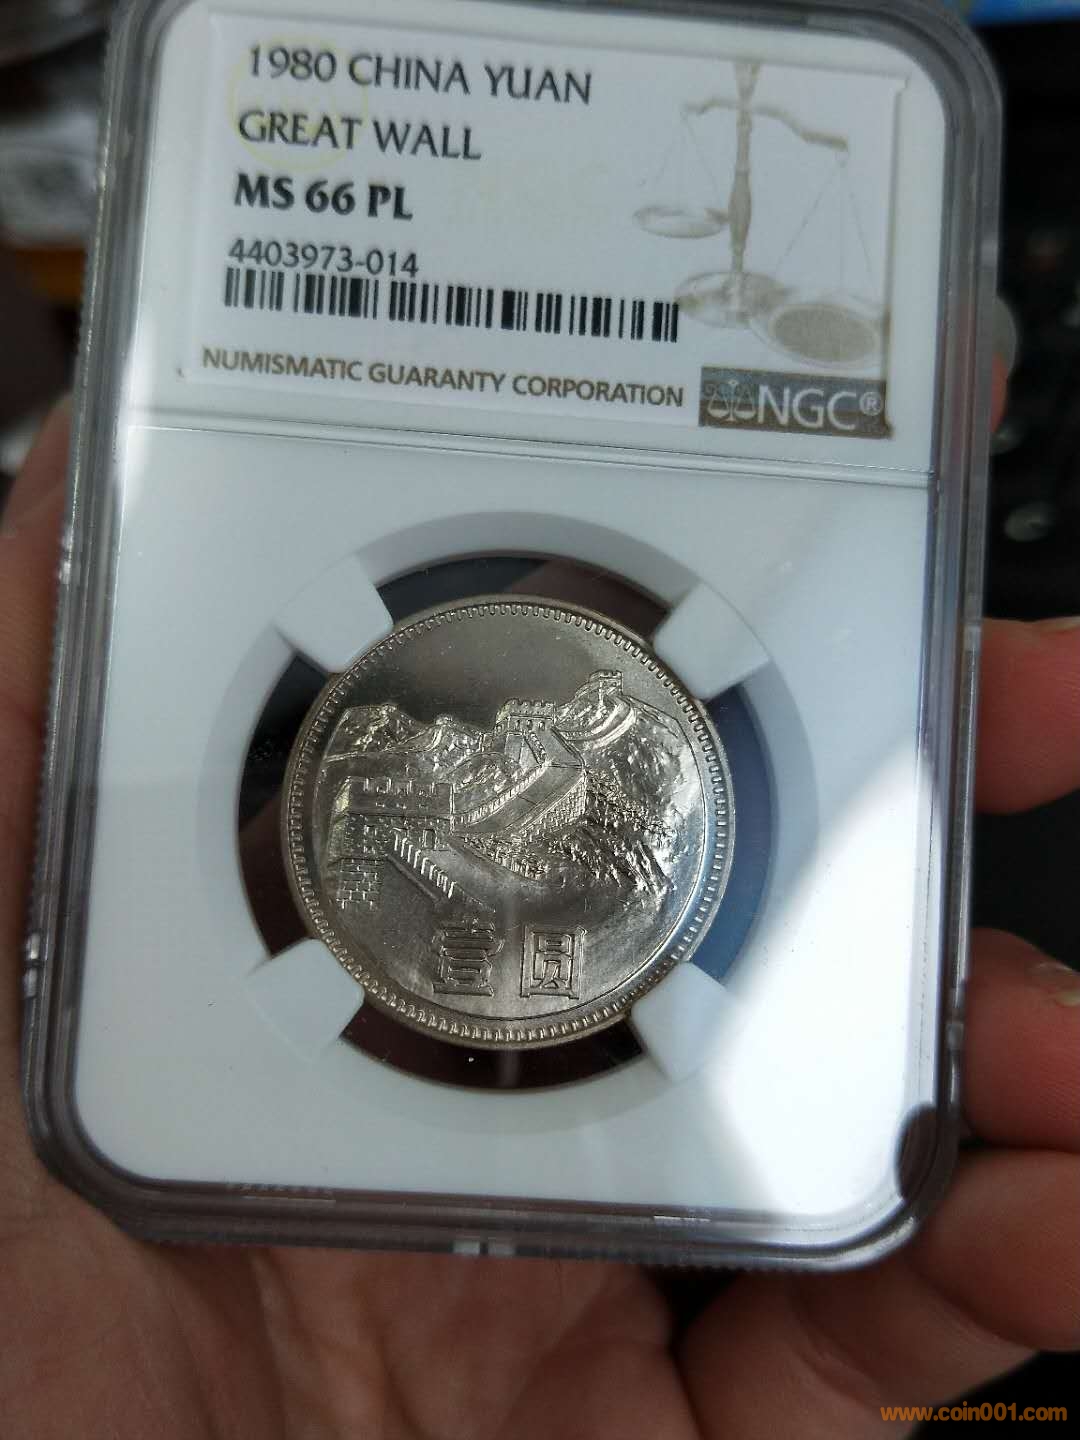 1980 CHINA YUAN
GREAT WALL
MS 66 PL
4403973-014
NUMISMATIC GUARANTY CORPORATION
NGC®
壹圆
www.coin001.com